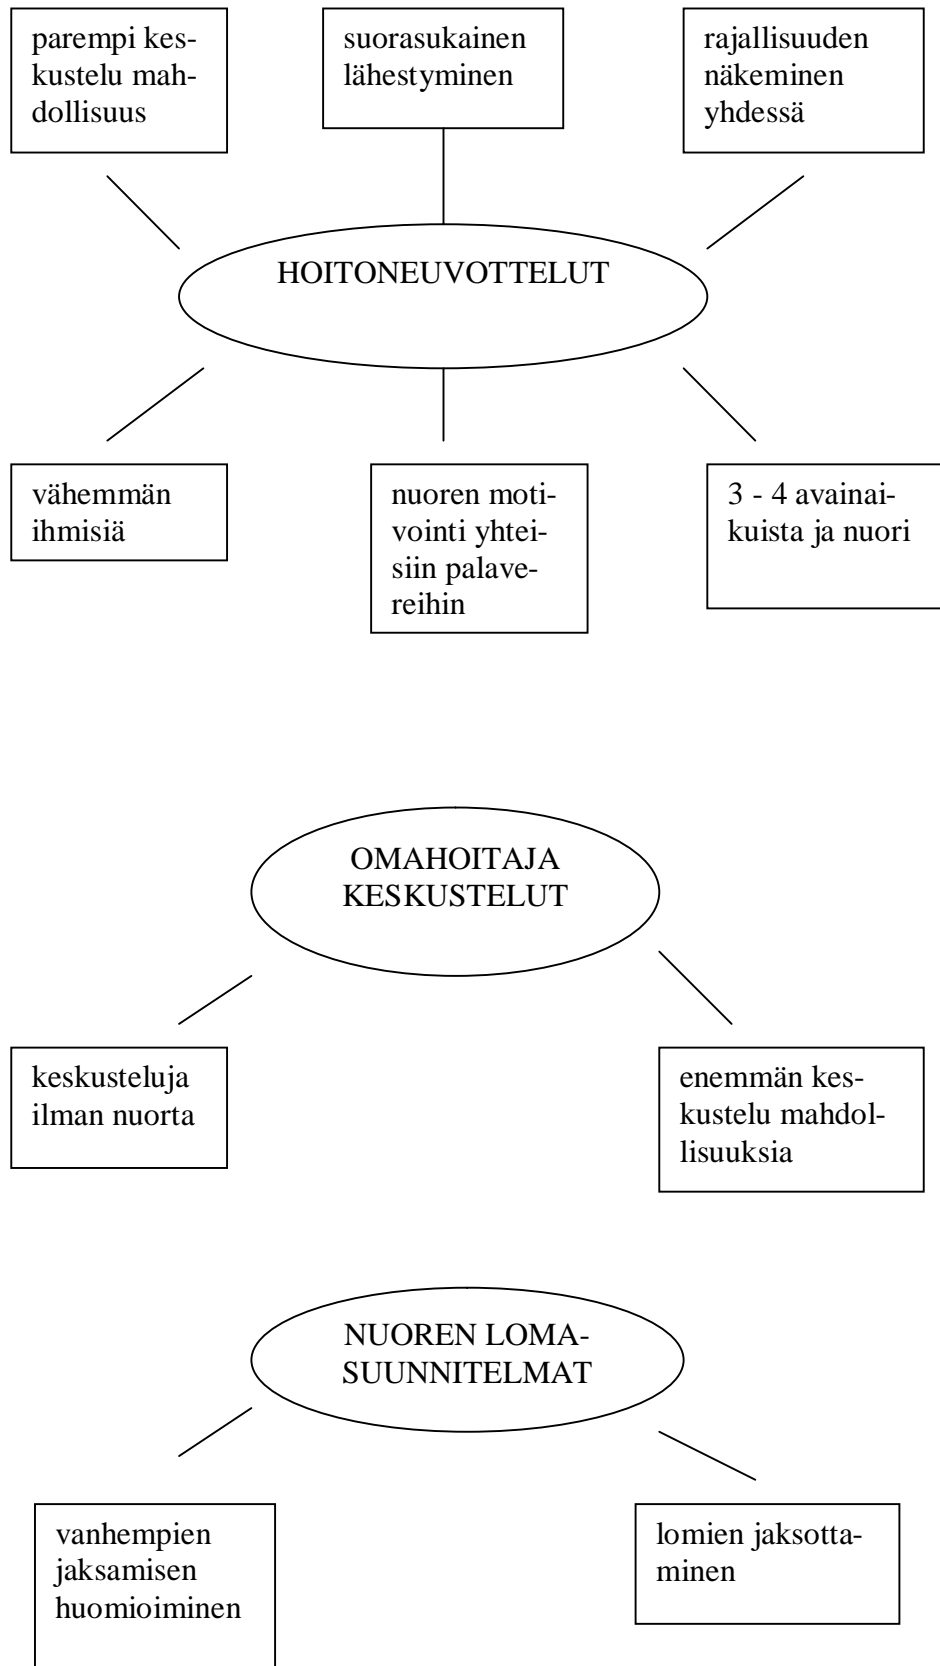 parempi kes-
kustelu mah-
dollisuus
suorasukainen
lähestyminen
rajallisuuden
näkeminen
yhdessä
HOITONEUVOTTELUT
vähemmän
ihmisiä
nuoren moti-
vointi yhtei-
siin palave-
reihin
3 - 4 avainai-
kuista ja nuori
OMAHOITAJA
KESKUSTELUT
keskusteluja
ilman nuorta
enemmän kes-
kustelu mahdol-
lisuuksia
NUOREN LOMA-
SUUNNITELMAT
vanhempien
jaksamisen
huomioiminen
lomien jaksotta-
minen